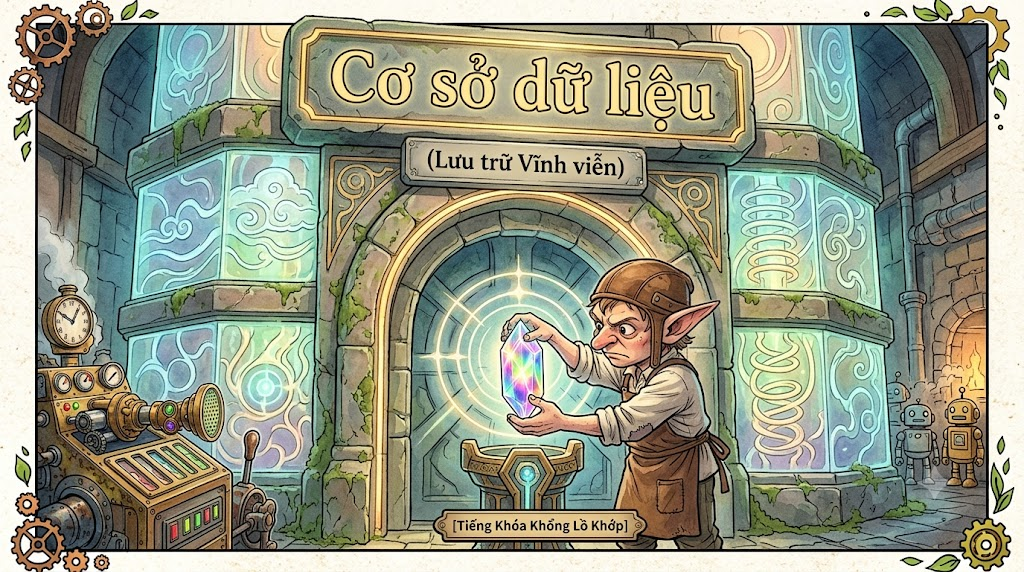 Cơ sở dữ liệu
(Lưu trữ Vĩnh viễn)
[Tiếng Khóa Khổng Lồ Khớp]